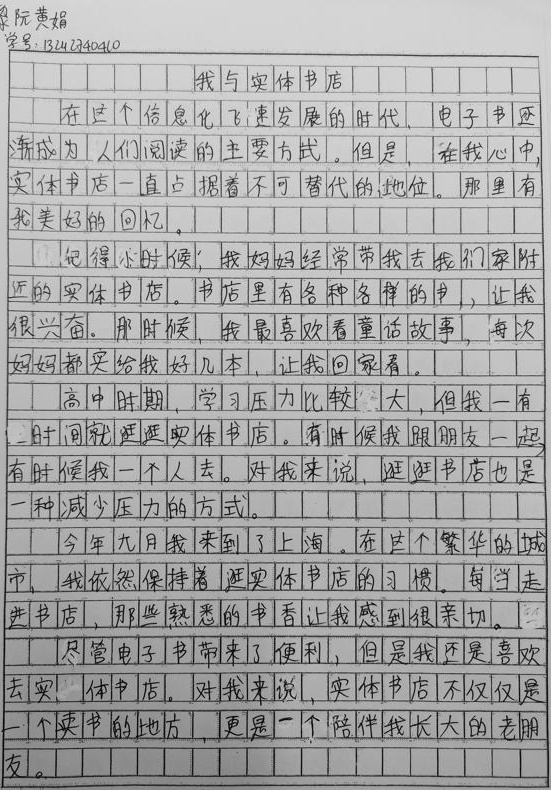 梁阮黄娟
学号:13242740410
我与实体书店
在这个信息化飞速发展的时代，电子书逐
渐成为人们阅读的主要方式。但是，在我心中，
实体书店一直占据着不可替代的地位。那里有
我美好的回忆。
记得小时候，我妈妈经常带我去我们家附
近的实体书店。书店里有各种各样的书，让我
很兴奋。那时候，我最喜欢看童话故事，每次
妈妈都买给我好几本，让我回家看。
高中时期，学习压力比较大，但我一有
时间就逛逛实体书店。有时候我跟朋友一起，
有时候我一个人去。对我来说，逛逛书店也是
一种减少压力的方式。
今年九月我来到了上海。在这个繁华的城
市，我依然保持着逛实体书店的习惯。每当走
进书店，那些熟悉的书香让我感到很亲切。
尽管电子书带来了便利，但是我还是喜欢
去实体书店。对我来说，实体书店不仅仅是
一个卖书的地方，更是一个陪伴我长大的老朋
友。